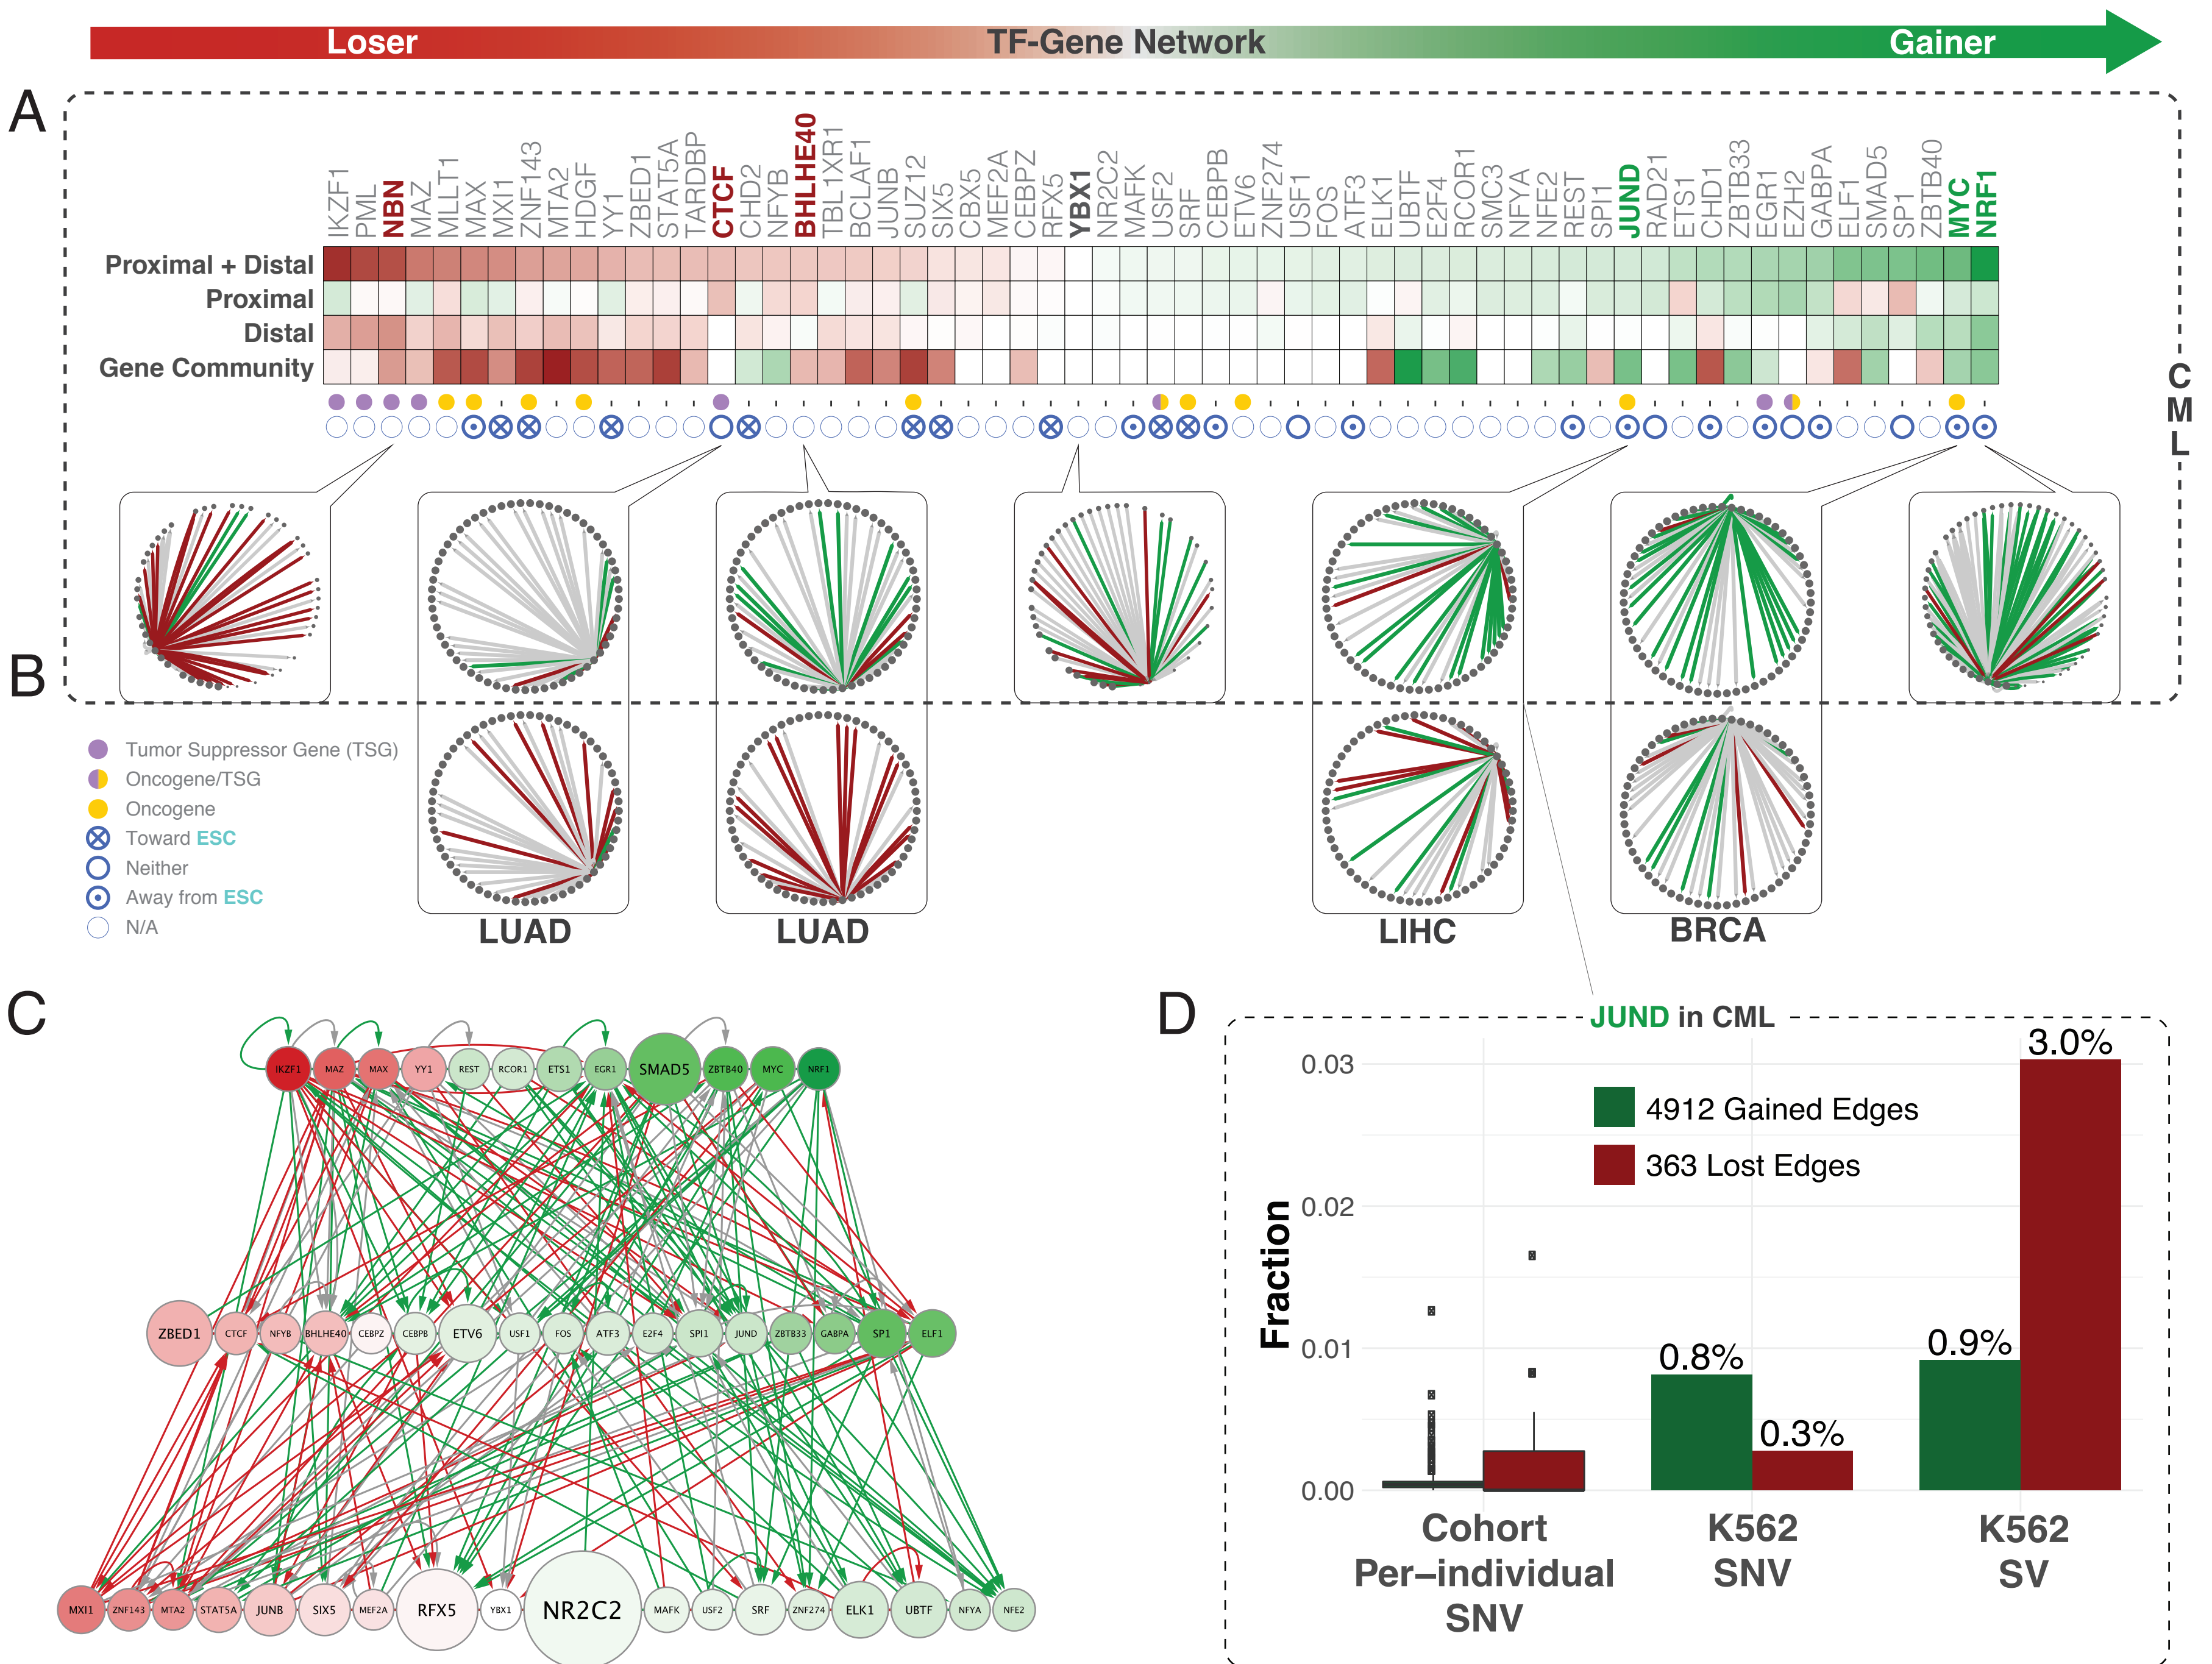 Loser TF-Gene Network Gainer
A
IKZF1 PML NBN MAZ MLLT1 MAX MXI1 ZNF143 MTA2 HDGF YY1 ZBED1 STAT5A TARDBP CTCF CHD2 NFYB BHLHE40 TBL1XR1 BCLAF1 JUNB SUZ12 SIX5 CBX5 MEF2A CEBPZ RFX5 YBX1 NR2C2 MAFK USF2 SRF CEBPB ETV6 ZNF274 USF1 FOS ATF3 ELK1 UBTF E2F4 RCOR1 SMC3 NFYA NFE2 REST SPI1 JUND RAD21 ETS1 CHD1 ZBTB33 EGR1 EZH2 GABPA ELF1 SMAD5 SP1 ZBTB40 MYC NRF1
Proximal + Distal
Proximal
Distal
Gene Community
CML
B
Tumor Suppressor Gene (TSG)
Oncogene/TSG
Oncogene
Toward ESC
Neither
Away from ESC
N/A
LUAD LUAD LIHC BRCA
C
IKZF1 MAZ MAX YY1 REST RCOR1 ETS1 EGR1 SMAD5 ZBTB40 MYC NRF1
ZBED1 CTCF NFYB BHLHE40 CEBPZ CEBPB ETV6 USF1 FOS ATF3 E2F4 SPI1 JUND ZBTB33 GABPA SP1 ELF1
MXI1 ZNF143 MTA2 STAT5A JUNB SIX5 MEF2A RFX5 YBX1 NR2C2 MAFK USF2 SRF ZNF274 ELK1 UBTF NFYA NFE2
D
JUND in CML
Fraction
0.03
0.02
0.01
0.00
4912 Gained Edges
363 Lost Edges
0.8%
0.3%
0.9%
3.0%
Cohort
Per–individual
SNV
K562
SNV
K562
SV